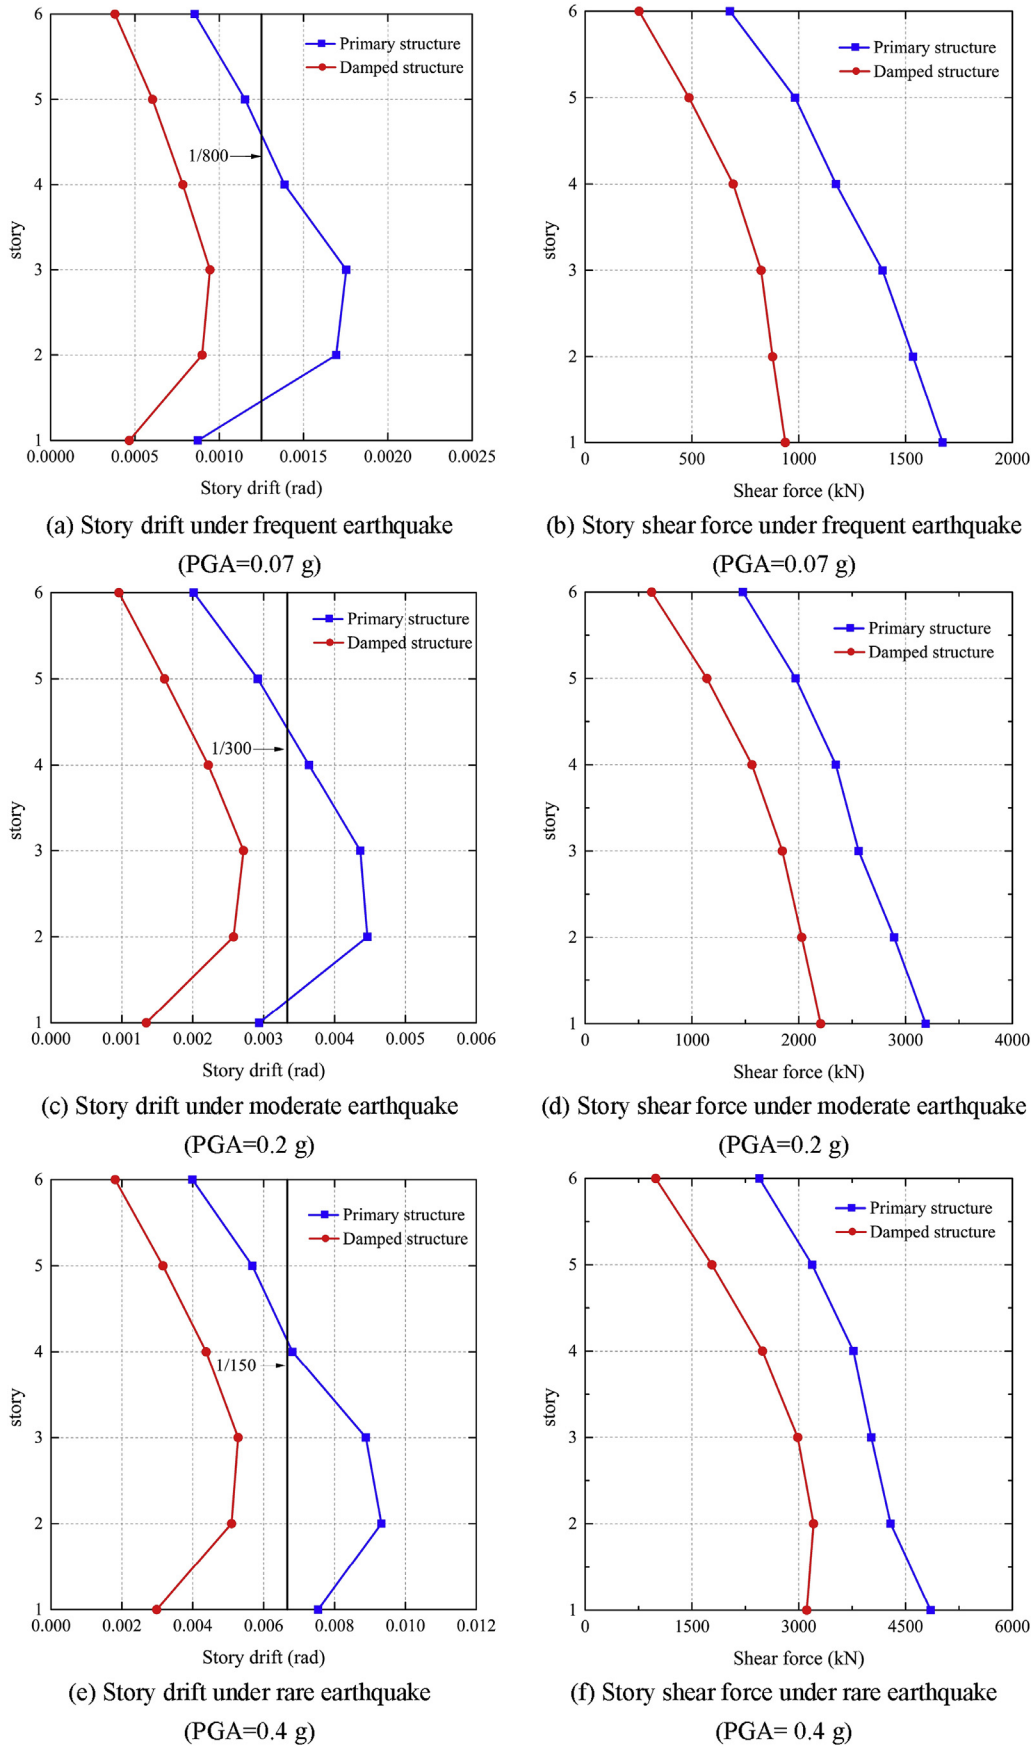 6
5
4
3
2
1
story
Primary structure
Damped structure
1/800
0.0000 0.0005 0.0010 0.0015 0.0020 0.0025
Story drift (rad)
(a) Story drift under frequent earthquake
(PGA=0.07 g)
6
5
4
3
2
1
story
Primary structure
Damped structure
0 500 1000 1500 2000
Shear force (kN)
(b) Story shear force under frequent earthquake
(PGA=0.07 g)
6
5
4
3
2
1
story
Primary structure
Damped structure
1/300
0.000 0.001 0.002 0.003 0.004 0.005 0.006
Story drift (rad)
(c) Story drift under moderate earthquake
(PGA=0.2 g)
6
5
4
3
2
1
story
Primary structure
Damped structure
0 1000 2000 3000 4000
Shear force (kN)
(d) Story shear force under moderate earthquake
(PGA=0.2 g)
6
5
4
3
2
1
story
Primary structure
Damped structure
1/150
0.000 0.002 0.004 0.006 0.008 0.010 0.012
Story drift (rad)
(e) Story drift under rare earthquake
(PGA=0.4 g)
6
5
4
3
2
1
story
Primary structure
Damped structure
0 1500 3000 4500 6000
Shear force (kN)
(f) Story shear force under rare earthquake
(PGA= 0.4 g)